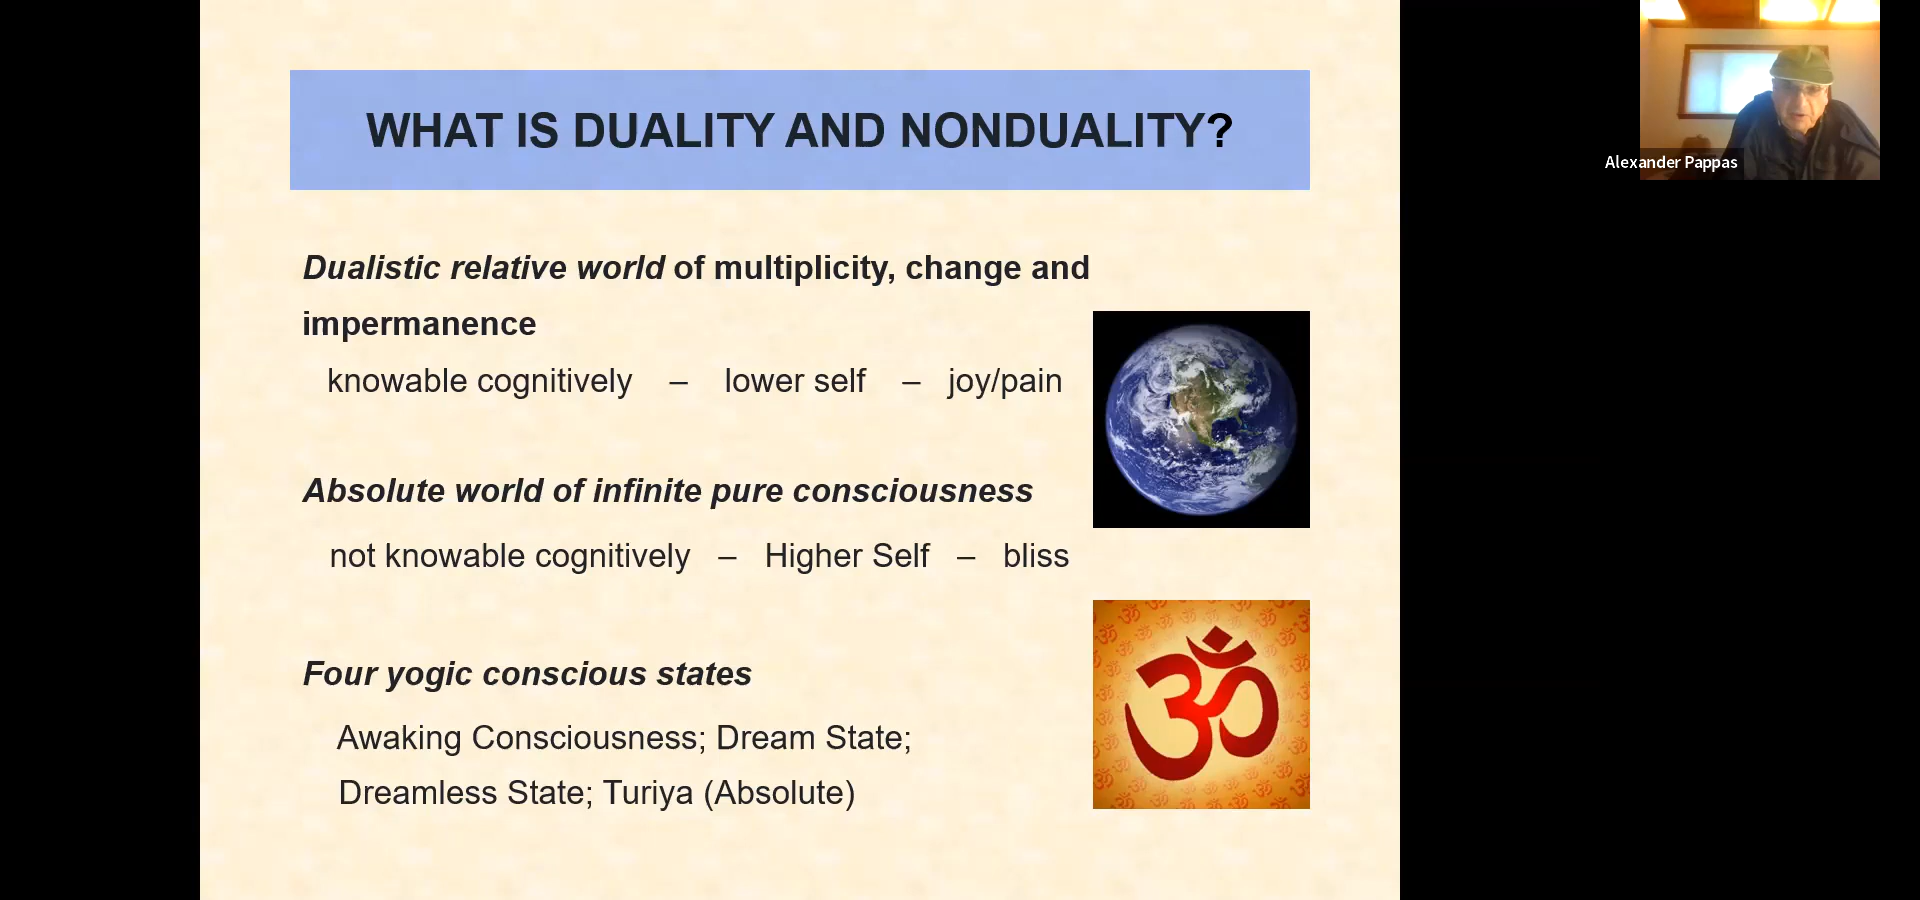 WHAT IS DUALITY AND NONDUALITY?
Dualistic relative world of multiplicity, change and
impermanence
knowable cognitively – lower self – joy/pain
Absolute world of infinite pure consciousness
not knowable cognitively – Higher Self – bliss
Four yogic conscious states
Awaking Consciousness; Dream State;
Dreamless State; Turiya (Absolute)
ॐ
Alexander Pappas